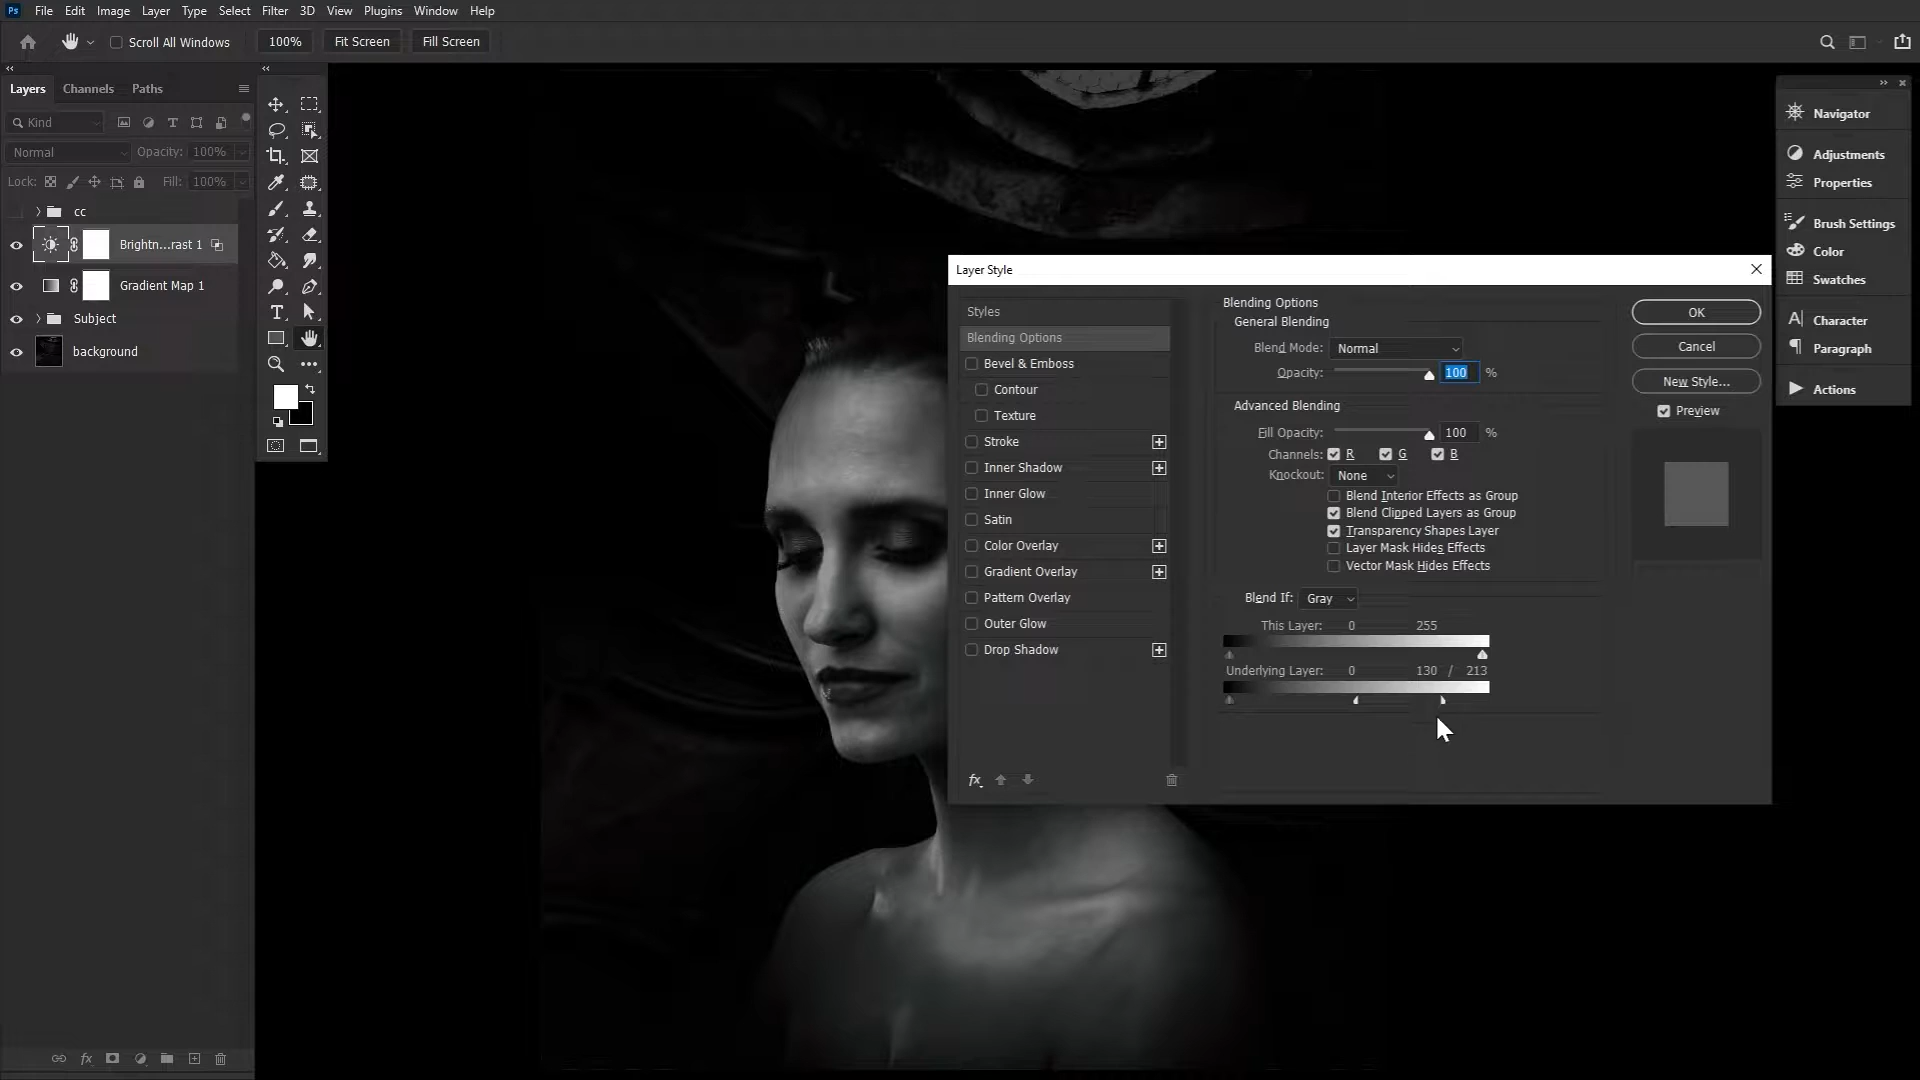 Ps File Edit Image Layer Type Select Filter 3D View Plugins Window Help
Scroll All Windows 100% Fit Screen Fill Screen
Layers Channels Paths
Kind
Normal Opacity: 100%
Lock: Fill: 100%
cc
Brightn...rast 1
Gradient Map 1
Subject
background
fx
Layer Style
Styles
Blending Options
Bevel & Emboss
Contour
Texture
Stroke
Inner Shadow
Inner Glow
Satin
Color Overlay
Gradient Overlay
Pattern Overlay
Outer Glow
Drop Shadow
fx
Blending Options
General Blending
Blend Mode: Normal
Opacity: 100 %
Advanced Blending
Fill Opacity: 100 %
Channels: R G B
Knockout: None
Blend Interior Effects as Group
Blend Clipped Layers as Group
Transparency Shapes Layer
Layer Mask Hides Effects
Vector Mask Hides Effects
Blend If: Gray
This Layer: 0 255
Underlying Layer: 0 130 / 213
OK
Cancel
New Style...
Preview
Navigator
Adjustments
Properties
Brush Settings
Color
Swatches
Character
Paragraph
Actions